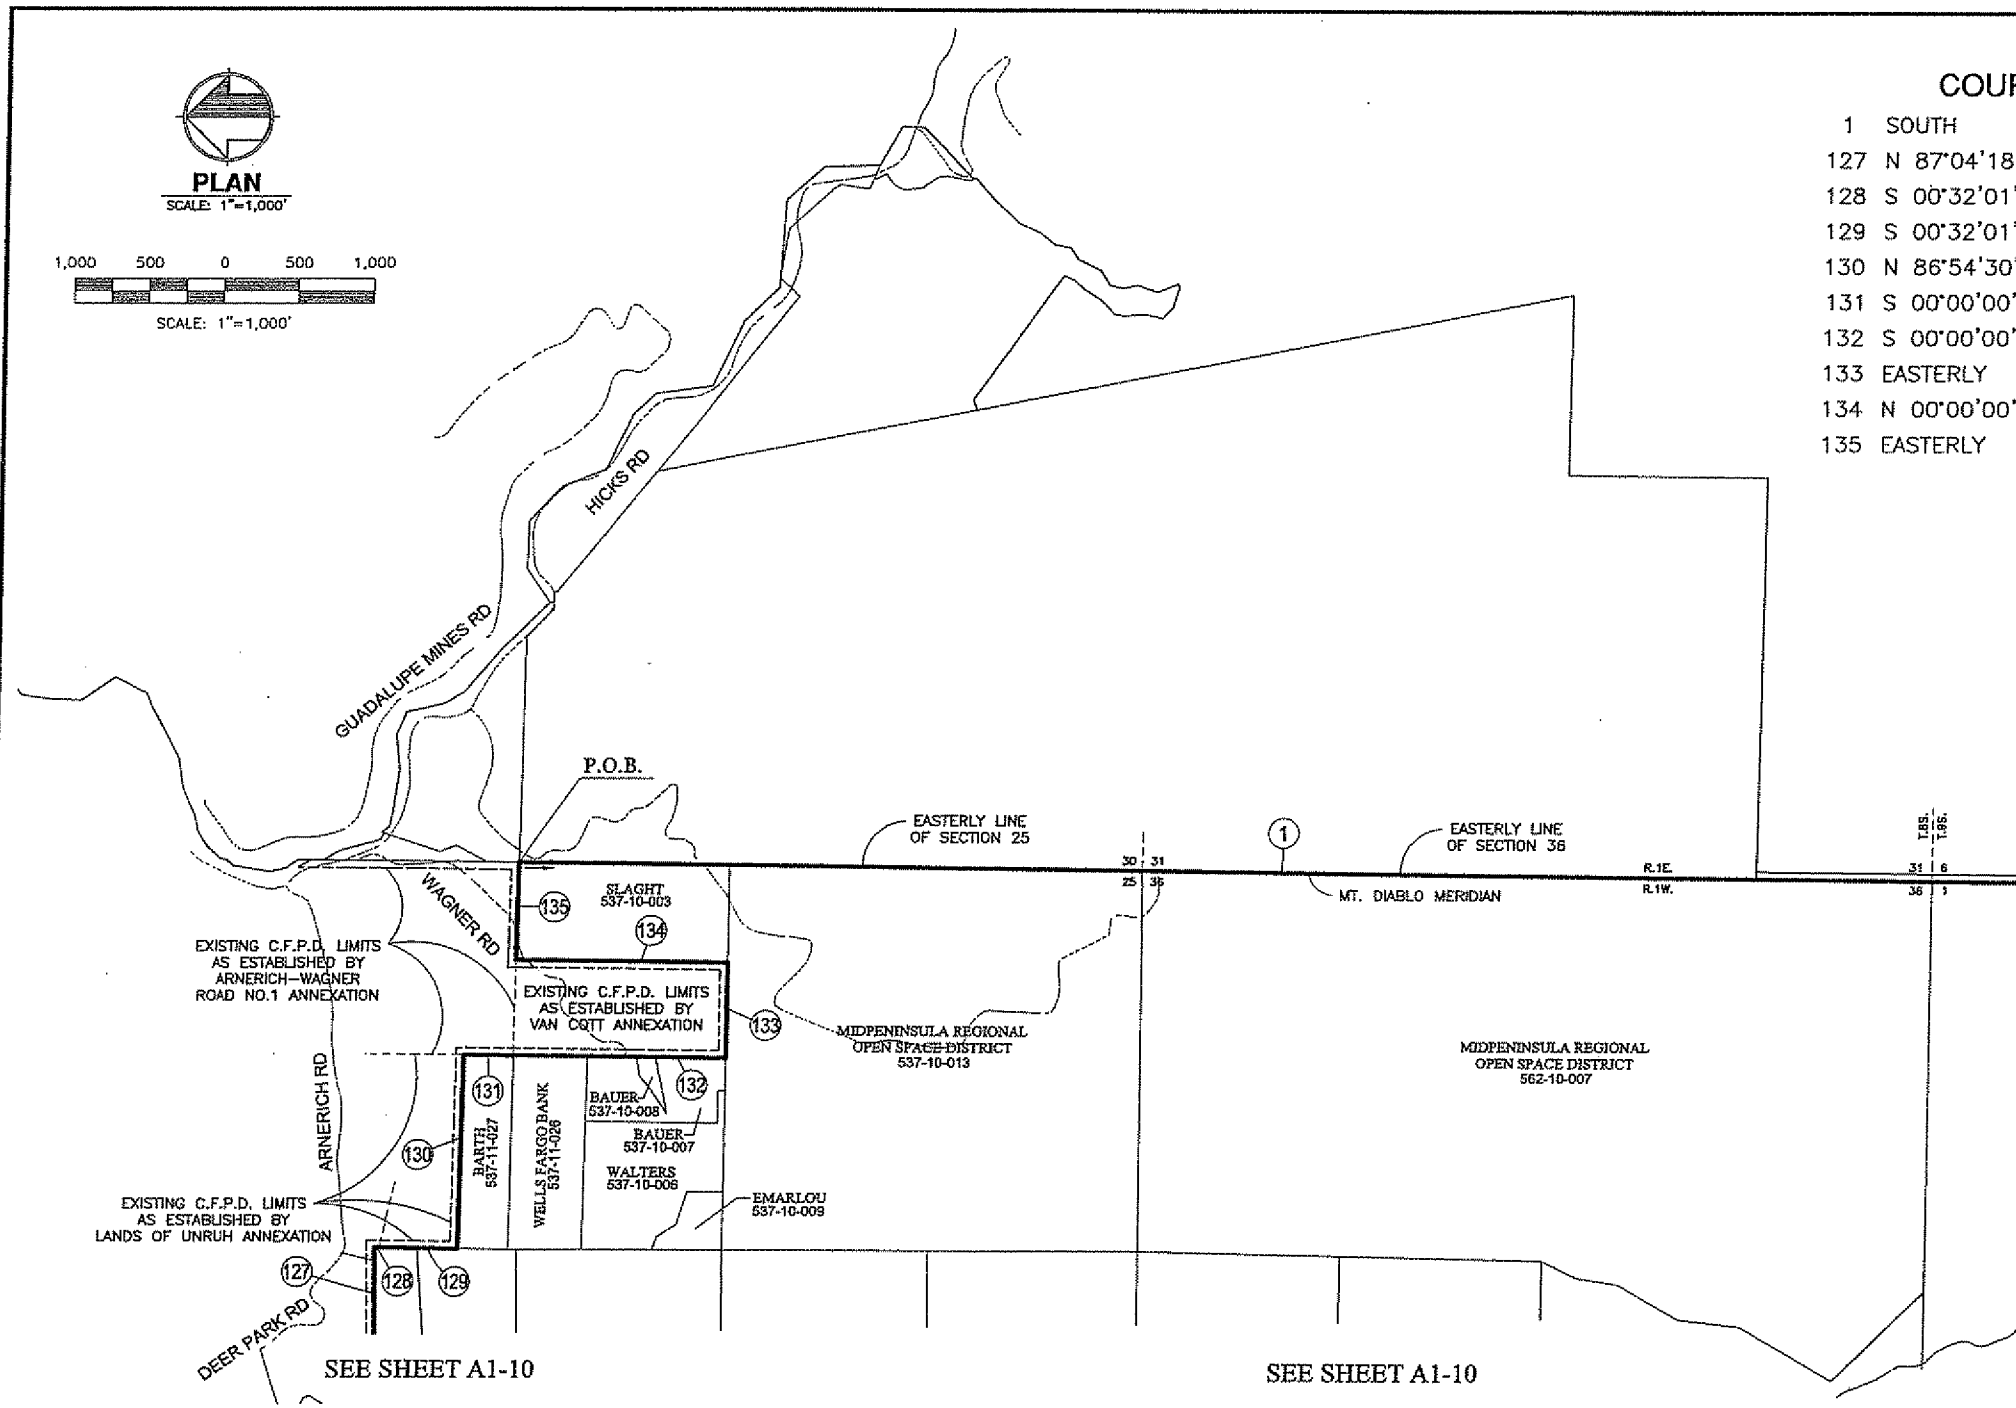 PLAN
SCALE: 1"=1,000'
1,000 500 0 500 1,000
SCALE: 1"=1,000'
1 SOUTH
127 N 87°04'18
128 S 00°32'01"
129 S 00°32'01"
130 N 86°54'30"
131 S 00°00'00"
132 S 00°00'00"
133 EASTERLY
134 N 00°00'00"
135 EASTERLY
HICKS RD
GUADALUPE MINES RD
P.O.B.
EASTERLY LINE
OF SECTION 25
1
EASTERLY LINE
OF SECTION 36
T.8S.
T.9S.
30 31
25 36
R.1E.
R.1W.
31 6
36 1
MT. DIABLO MERIDIAN
WAGNER RD
135
SLAGHT
537-10-003
134
EXISTING C.F.P.D. LIMITS
AS ESTABLISHED BY
ARNERICH-WAGNER
ROAD NO.1 ANNEXATION
EXISTING C.F.P.D. LIMITS
AS ESTABLISHED BY
VAN COTT ANNEXATION
133
MIDPENINSULA REGIONAL
OPEN SPACE DISTRICT
537-10-013
MIDPENINSULA REGIONAL
OPEN SPACE DISTRICT
562-10-007
ARNERICH RD
131
132
130
BARTH
537-11-027
WELLS FARGO BANK
537-11-026
BAUER
537-10-008
BAUER
537-10-007
WALTERS
537-10-006
EMARLOU
537-10-009
EXISTING C.F.P.D. LIMITS
AS ESTABLISHED BY
LANDS OF UNRUH ANNEXATION
127
128
129
DEER PARK RD
SEE SHEET A1-10
SEE SHEET A1-10